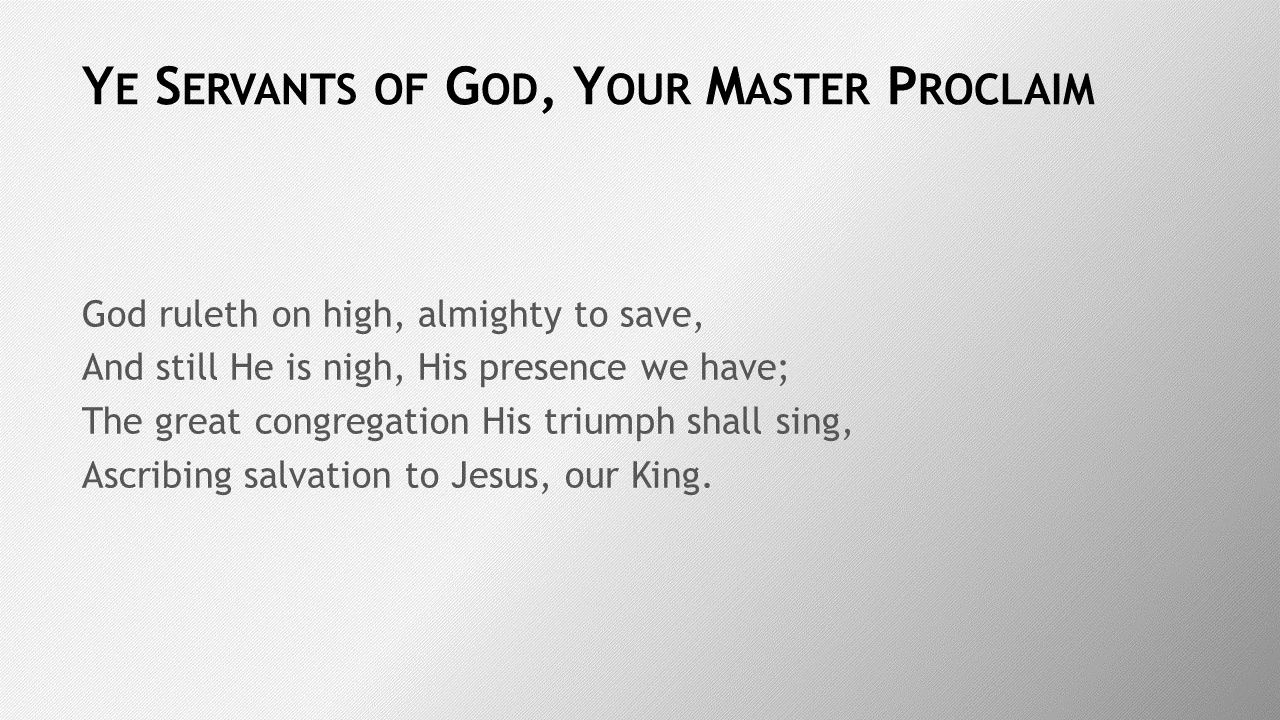 Ye Servants of God, Your Master Proclaim
God ruleth on high, almighty to save,
And still He is nigh, His presence we have;
The great congregation His triumph shall sing,
Ascribing salvation to Jesus, our King.